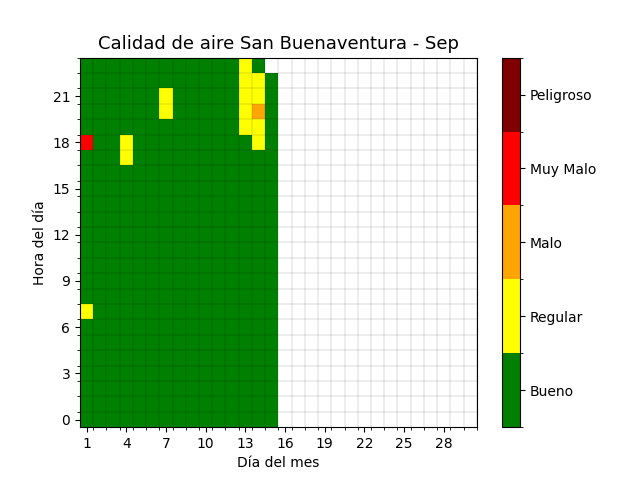 Calidad de aire San Buenaventura - Sep
Hora del día
21
18
15
12
9
6
3
0
1 4 7 10 13 16 19 22 25 28
Día del mes
Peligroso
Muy Malo
Malo
Regular
Bueno